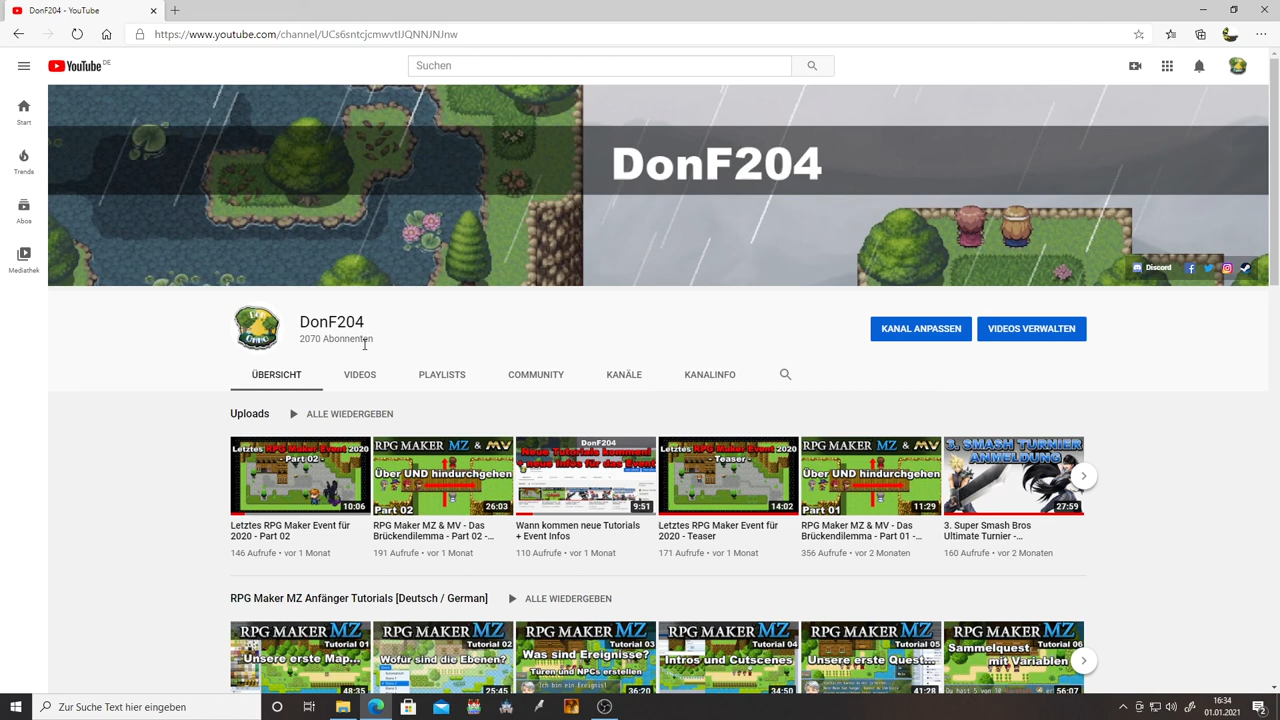 DonF204 - YouTube
https://www.youtube.com/channel/UCs6sntcjcmwvtIJQNNJNJnw
YouTube DE
Suchen
Start
Trends
Abos
Mediathek
DonF204
Discord
DonF204
2070 Abonnenten
KANAL ANPASSEN
VIDEOS VERWALTEN
ÜBERSICHT
VIDEOS
PLAYLISTS
COMMUNITY
KANÄLE
KANALINFO
Uploads
ALLE WIEDERGEBEN
Letztes RPG Maker Event 2020
- Part 02 -
10:06
Letztes RPG Maker Event für
2020 - Part 02
146 Aufrufe • vor 1 Monat
RPG MAKER MZ & MV
Über UND hindurchgehen
Part 02
26:03
RPG Maker MZ & MV - Das
Brückendilemma - Part 02 -...
191 Aufrufe • vor 1 Monat
DonF204
Neue Tutorials kommen!
+ neue Infos für das Event
9:51
Wann kommen neue Tutorials
+ Event Infos
110 Aufrufe • vor 1 Monat
Letztes RPG Maker Event 2020
- Teaser -
14:02
Letztes RPG Maker Event für
2020 - Teaser
171 Aufrufe • vor 1 Monat
RPG MAKER MZ & MV
Über UND hindurchgehen
Part 01
11:29
RPG Maker MZ & MV - Das
Brückendilemma - Part 01 -...
356 Aufrufe • vor 2 Monaten
3. SMASH TURNIER
ANMELDUNG
27:59
3. Super Smash Bros
Ultimate Turnier -...
160 Aufrufe • vor 2 Monaten
RPG Maker MZ Anfänger Tutorials [Deutsch / German]
ALLE WIEDERGEBEN
RPG MAKER MZ
Tutorial 01
Unsere erste Map...
48:35
RPG MAKER MZ
Tutorial 02
Wofür sind die Ebenen?
25:45
RPG MAKER MZ
Tutorial 03
Was sind Ereignisse?
Türen und NPCs erstellen
Ich bin ein Ereignis!
36:20
RPG MAKER MZ
Tutorial 04
Intros und Cutscenes
34:50
RPG MAKER MZ
Tutorial 05
Unsere erste Quest...
41:28
RPG MAKER MZ
Tutorial 06
Sammelquest
mit Variablen
56:07
Zur Suche Text hier eingeben
16:34
01.01.2021